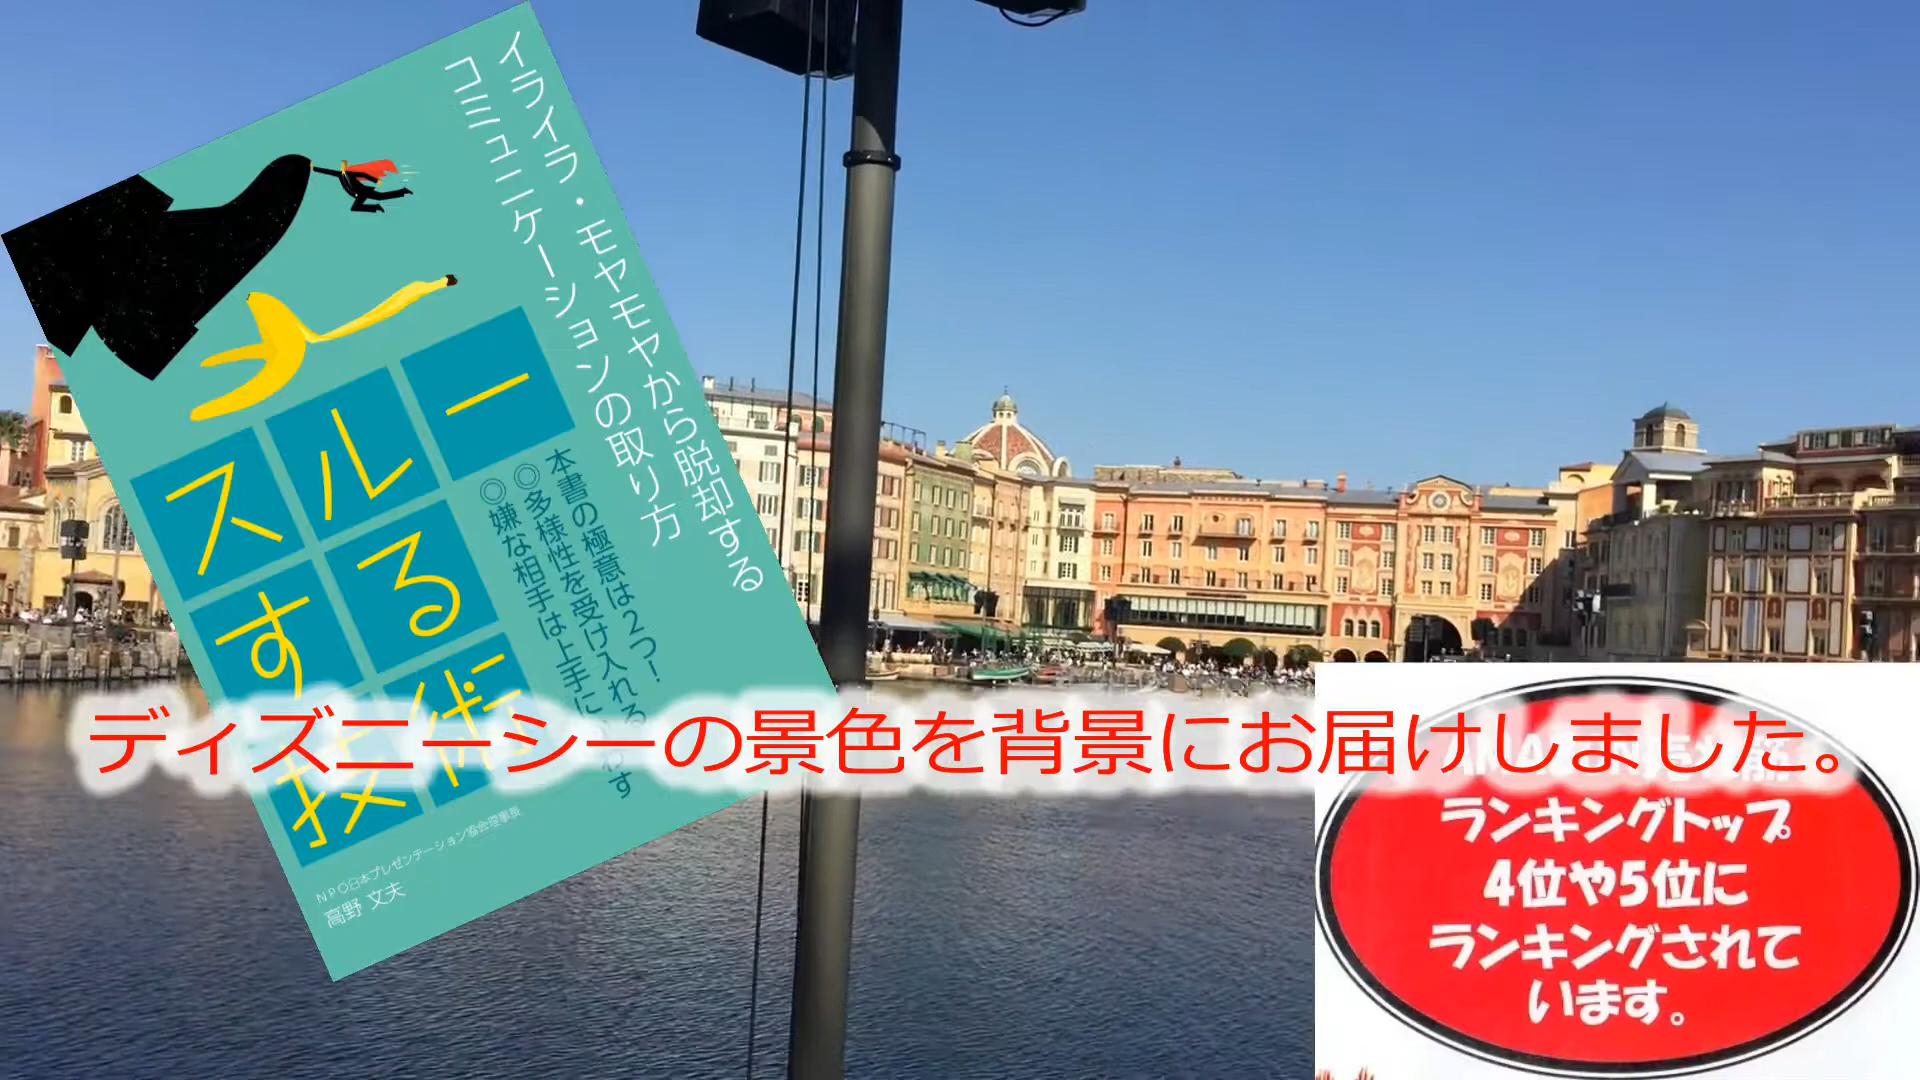 イライラ・モヤモヤから脱却する
コミュニケーションの取り方
スルー
する
技術
本書の極意は2つ！
◎多様性を受け入れる
◎嫌な相手は上手に
NPO日本プレゼンテーション協会理事長
高野 文夫
ディズニーシーの景色を背景にお届けしました。
ランキングトップ
4位や5位に
ランキングされて
います。